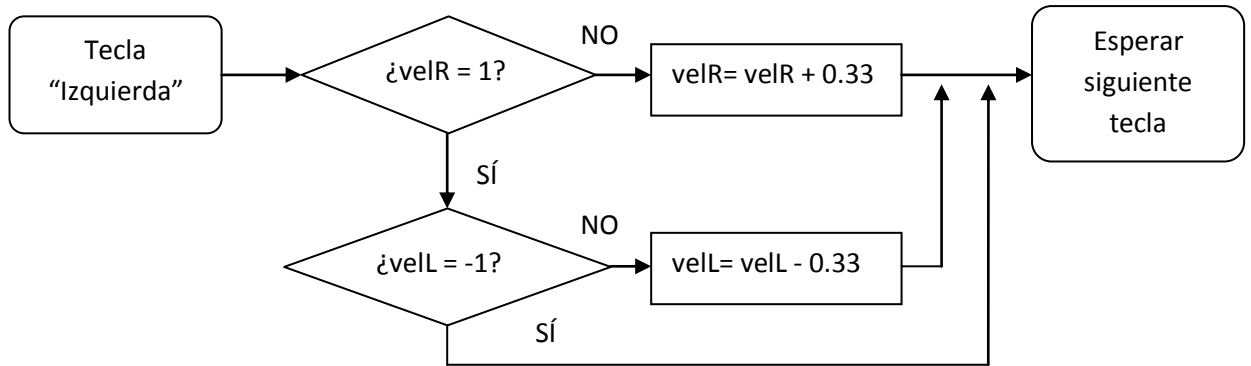 Tecla
“Izquierda”
¿velR = 1?
NO
velR= velR + 0.33
Esperar
siguiente
tecla
SÍ
¿velL = -1?
NO
velL= velL - 0.33
SÍ